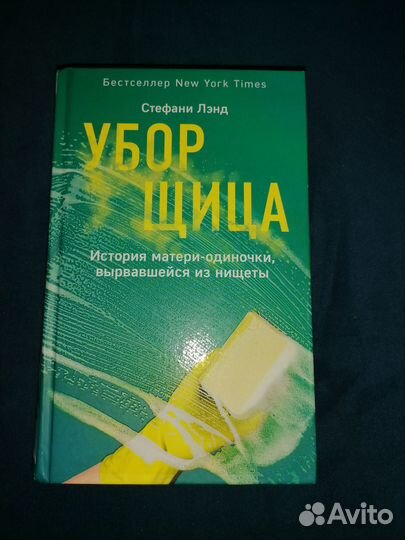 Бестселлер New York Times
Стефани Лэнд
УБОР
ЩИЦА
История матери-одиночки,
вырвавшейся из нищеты
Avito